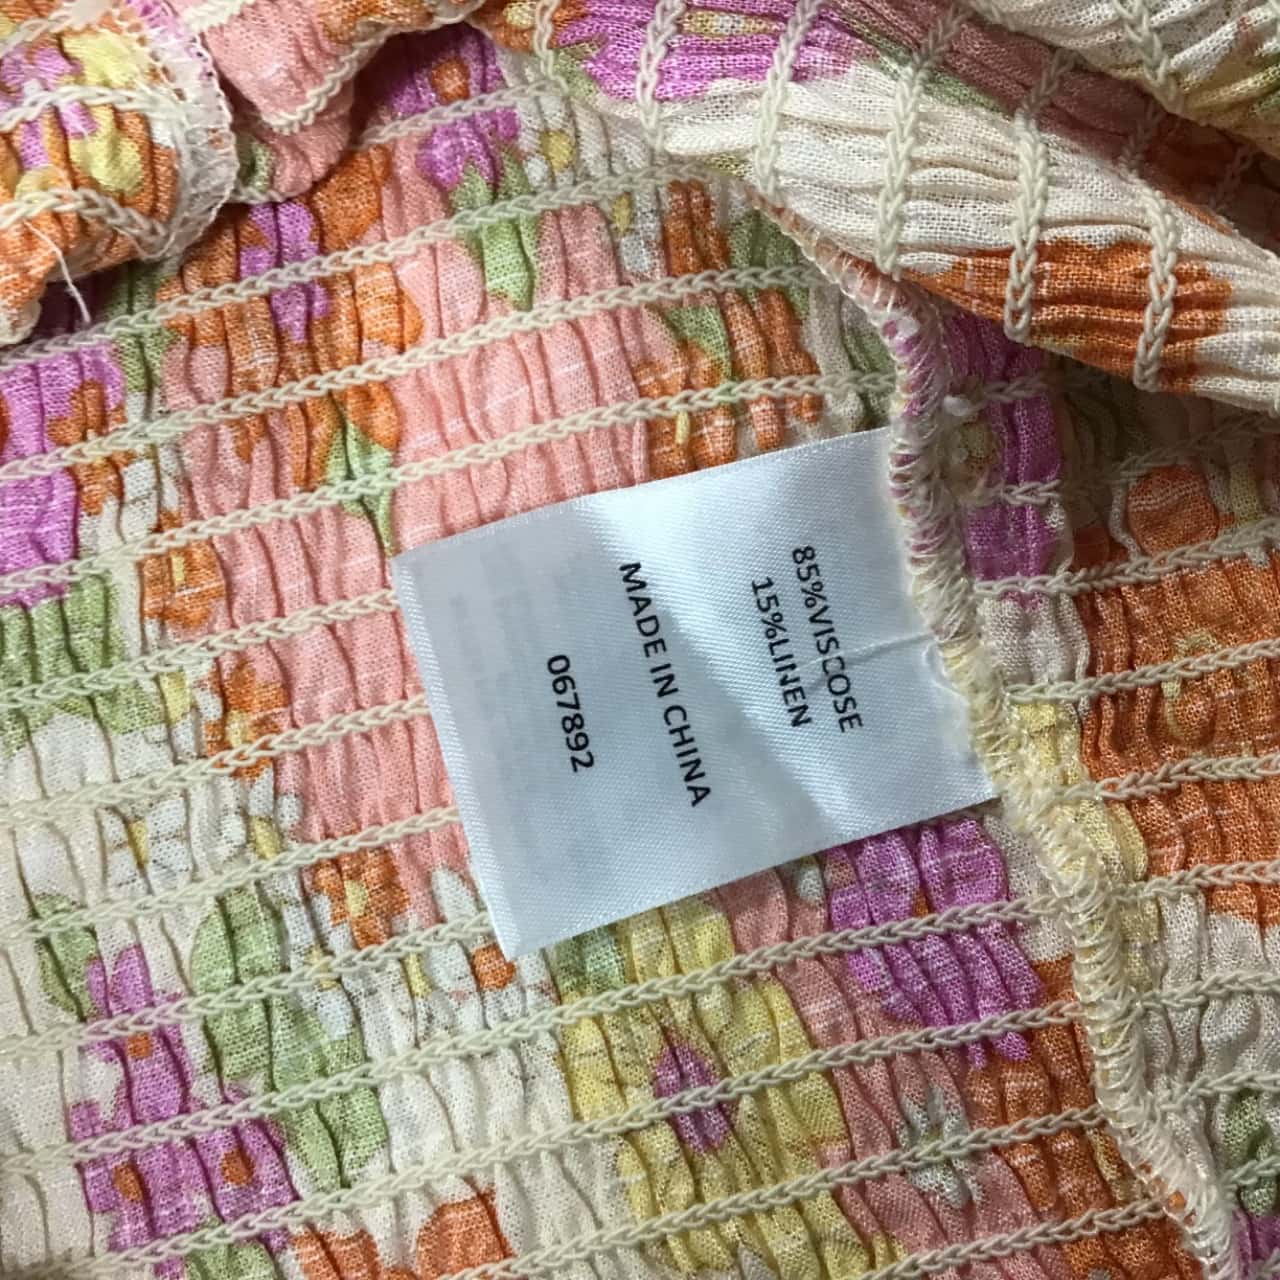 85%VISCOSE
15%LINEN
MADE IN CHINA
067892